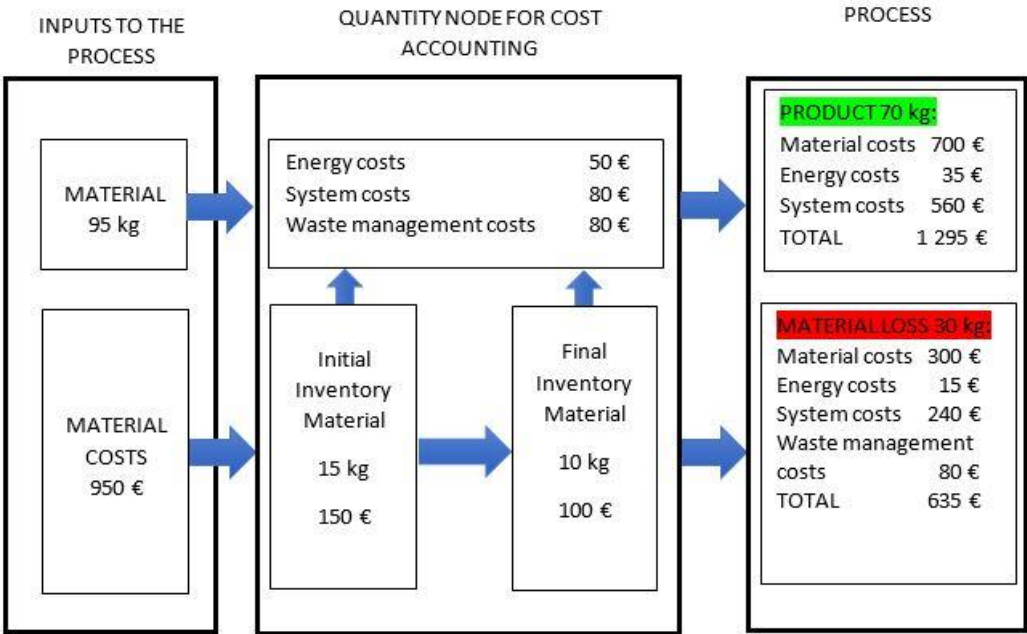 INPUTS TO THE
PROCESS
MATERIAL
95 kg
MATERIAL
COSTS
950 €
QUANTITY NODE FOR COST
ACCOUNTING
Energy costs 50 €
System costs 80 €
Waste management costs 80 €
Initial
Inventory
Material
15 kg
150 €
Final
Inventory
Material
10 kg
100 €
PROCESS
PRODUCT 70 kg:
Material costs 700 €
Energy costs 35 €
System costs 560 €
TOTAL 1 295 €
MATERIAL LOSS 30 kg:
Material costs 300 €
Energy costs 15 €
System costs 240 €
Waste management
costs 80 €
TOTAL 635 €